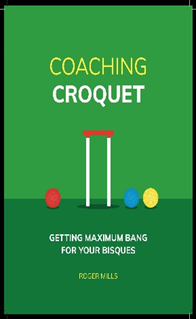 COACHING
CROQUET
GETTING MAXIMUM BANG
FOR YOUR BISQUES
ROGER MILLS